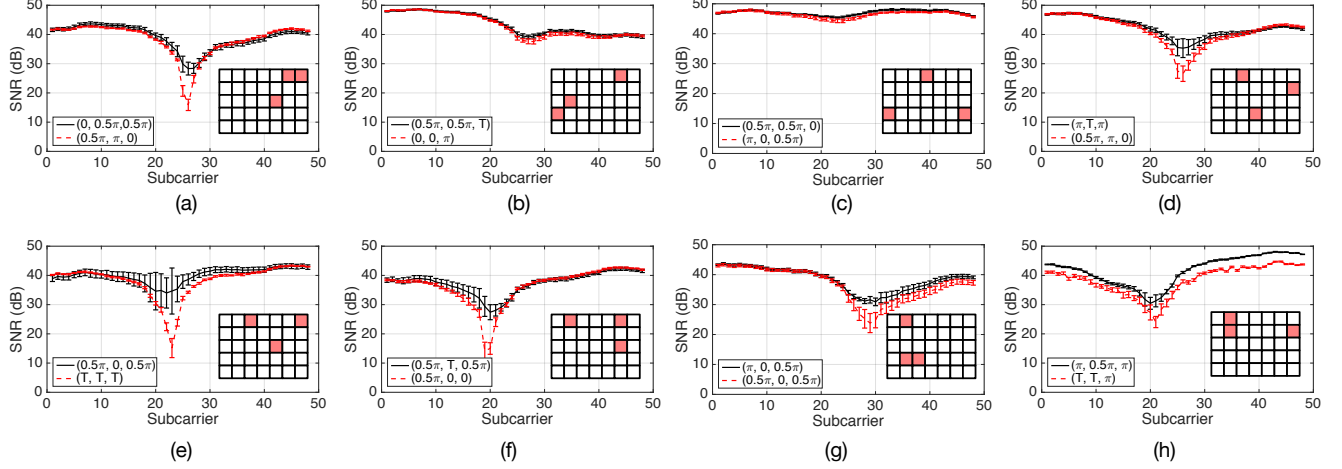 50
40
30
20
10
0
SNR (dB)
(0, 0.5π,0.5π)
(0.5π, π, 0)
0 10 20 30 40 50
Subcarrier
(a)
50
40
30
20
10
0
SNR (dB)
(0.5π, 0.5π, T)
(0, 0, π)
0 10 20 30 40 50
Subcarrier
(b)
50
40
30
20
10
0
SNR (dB)
(0.5π, 0.5π, 0)
(π, 0, 0.5π)
0 10 20 30 40 50
Subcarrier
(c)
50
40
30
20
10
0
SNR (dB)
(π,T,π)
(0.5π, π, 0)
0 10 20 30 40 50
Subcarrier
(d)
50
40
30
20
10
0
SNR (dB)
(0.5π, 0, 0.5π)
(T, T, T)
0 10 20 30 40 50
Subcarrier
(e)
50
40
30
20
10
0
SNR (dB)
(0.5π, T, 0.5π)
(0.5π, 0, 0)
0 10 20 30 40 50
Subcarrier
(f)
50
40
30
20
10
0
SNR (dB)
(π, 0, 0.5π)
(0.5π, 0, 0.5π)
0 10 20 30 40 50
Subcarrier
(g)
50
40
30
20
10
0
SNR (dB)
(π, 0.5π, π)
(T, T, π)
0 10 20 30 40 50
Subcarrier
(h)